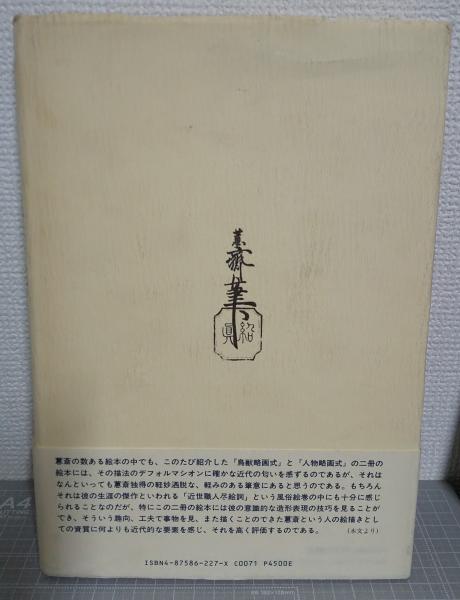 蕙斎筆
紹真
蕙斎の数ある絵本の中でも、このたび紹介した「鳥獣略画式」と「人物略画式」の二冊の
絵本には、その描法のデフォルマシオンに確かな近代の匂いを感ずるのであるが、それは
なんといっても蕙斎独得の軽妙洒脱な、軽みのある筆意にあると思うのである。もちろん
それは彼の生涯の傑作といわれる「近世職人尽絵詞」という風俗絵巻の中にも十分に感じ
られることなのだが、特にこの二冊の絵本には彼の意識的な造形表現の技巧を見ることが
でき、そういう趣向、工夫で事物を見、また描くことのできた蕙斎という人の絵描きとし
ての資質に何よりも近代的な要素を感じ、それを高く評価するのである。
(本文より)
ISBN4-87586-227-X C0071 P4500E
A4